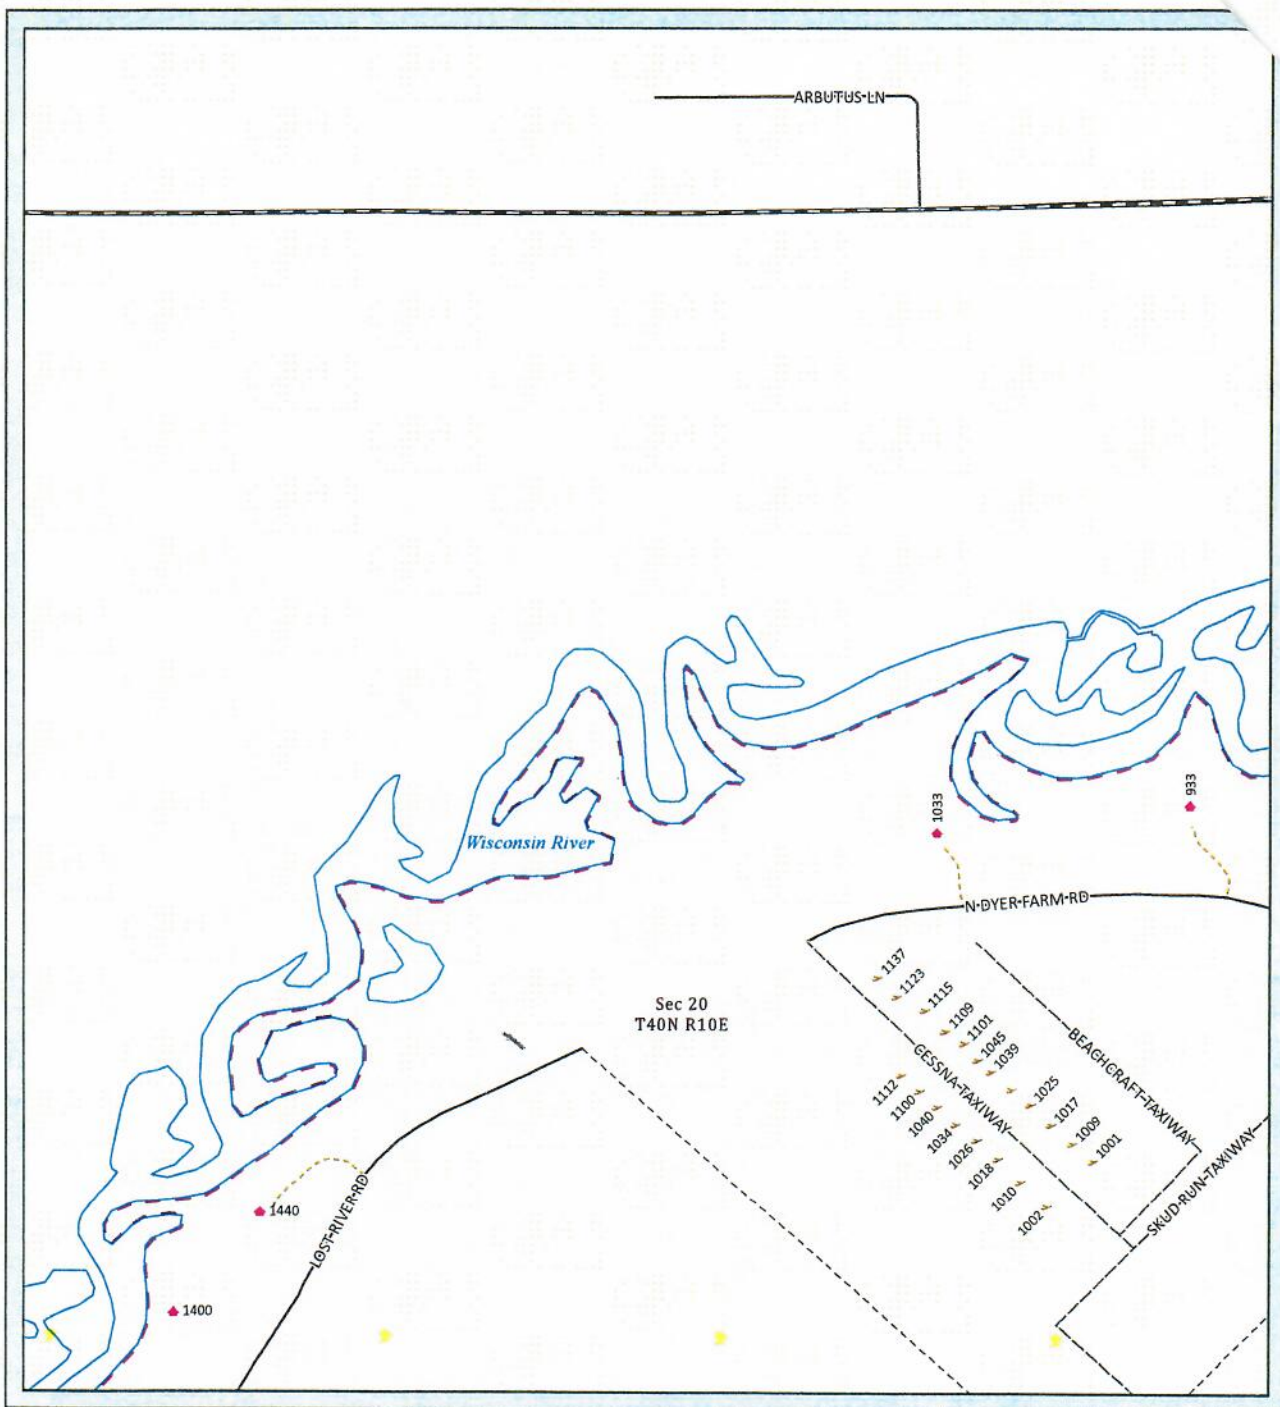 ARBUTUS LN
933
1033
Wisconsin River
N DYER FARM RD
1137
1123
1115
Sec 20
T40N R10E
1109
1101
1045
1039
BEACHCRAFT TAXIWAY
CESSNA TAXIWAY
1112
1100
1025
1040
1017
1034
1009
1026
1001
1018
SKUD RUN TAXIWAY
1010
1002
1440
LOST RIVER RD
1400